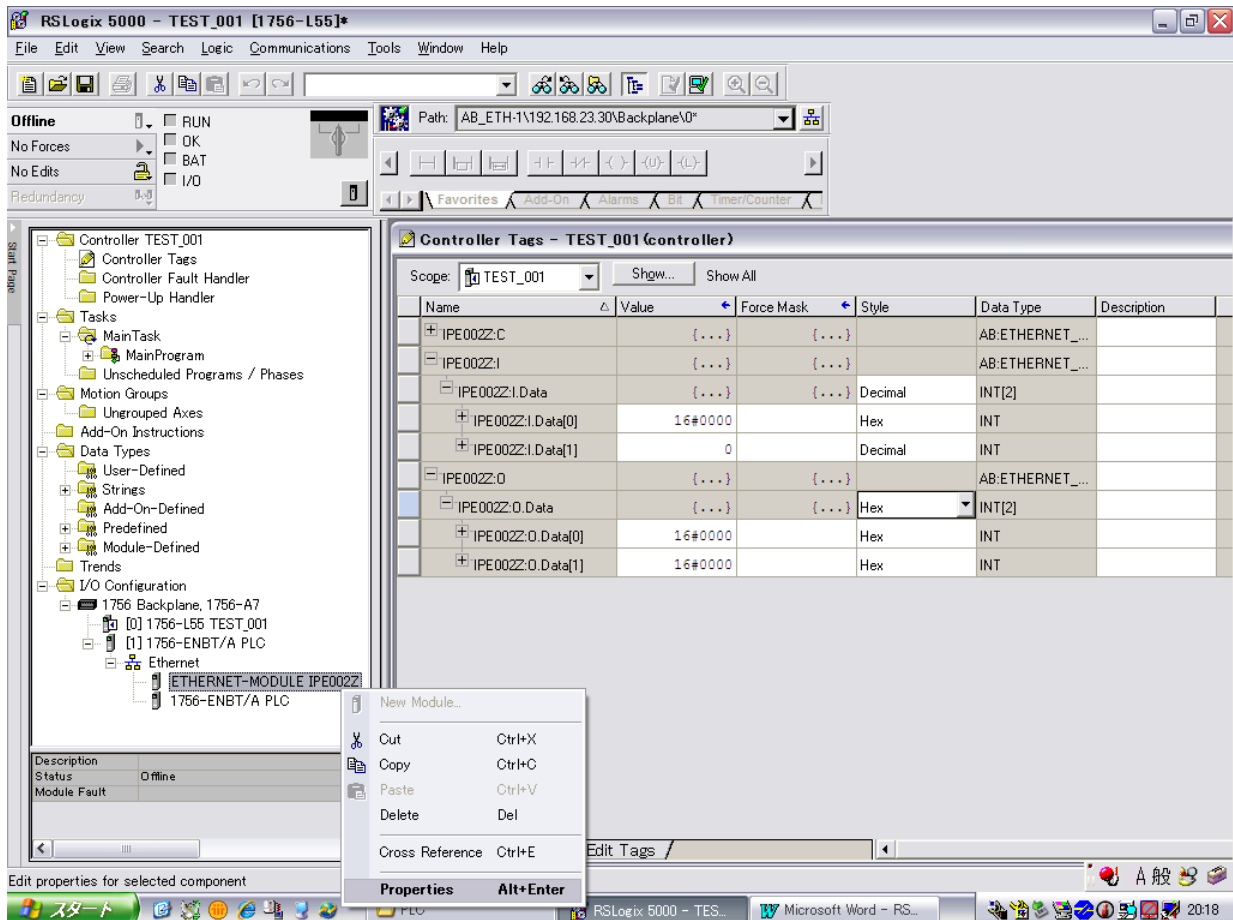 RSLogix 5000 - TEST_001 [1756-L55]*
File Edit View Search Logic Communications Tools Window Help
Offline
RUN
No Forces
OK
No Edits
BAT
Redundancy
I/O
Path: AB_ETH-1\192.168.23.30\Backplane\0*
Favorites Add-On Alarms Bit Timer/Counter
Start Page
Controller TEST_001
Controller Tags
Controller Fault Handler
Power-Up Handler
Tasks
MainTask
MainProgram
Unscheduled Programs / Phases
Motion Groups
Ungrouped Axes
Add-On Instructions
Data Types
User-Defined
Strings
Add-On-Defined
Predefined
Module-Defined
Trends
I/O Configuration
1756 Backplane, 1756-A7
[0] 1756-L55 TEST_001
[1] 1756-ENBT/A PLC
Ethernet
ETHERNET-MODULE IPE002Z
1756-ENBT/A PLC
Description
Status Offline
Module Fault
Controller Tags - TEST_001(controller)
Scope: TEST_001 Show... Show All
Name Value Force Mask Style Data Type Description
IPE002Z:C {...} {...} AB:ETHERNET_...
IPE002Z:I {...} {...} AB:ETHERNET_...
IPE002Z:I.Data {...} {...} Decimal INT[2]
IPE002Z:I.Data[0] 16#0000 Hex INT
IPE002Z:I.Data[1] 0 Decimal INT
IPE002Z:O {...} {...} AB:ETHERNET_...
IPE002Z:O.Data {...} {...} Hex INT[2]
IPE002Z:O.Data[0] 16#0000 Hex INT
IPE002Z:O.Data[1] 16#0000 Hex INT
New Module...
Cut Ctrl+X
Copy Ctrl+C
Paste Ctrl+V
Delete Del
Cross Reference Ctrl+E
Properties Alt+Enter
Edit Tags
Edit properties for selected component
A 般
スタート
PLC
RSLogix 5000 - TES...
Microsoft Word - RS...
20:18